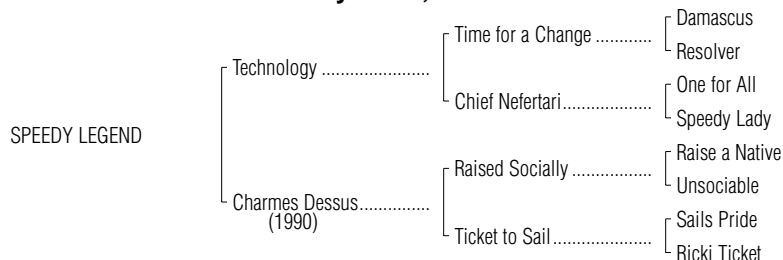 Damascus
Time for a Change ............
Resolver
Technology .......................
One for All
Chief Nefertari...................
Speedy Lady
SPEEDY LEGEND
Raise a Native
Raised Socially .................
Unsociable
Charmes Dessus...............
(1990)
Sails Pride
Ticket to Sail.....................
Ricki Ticket